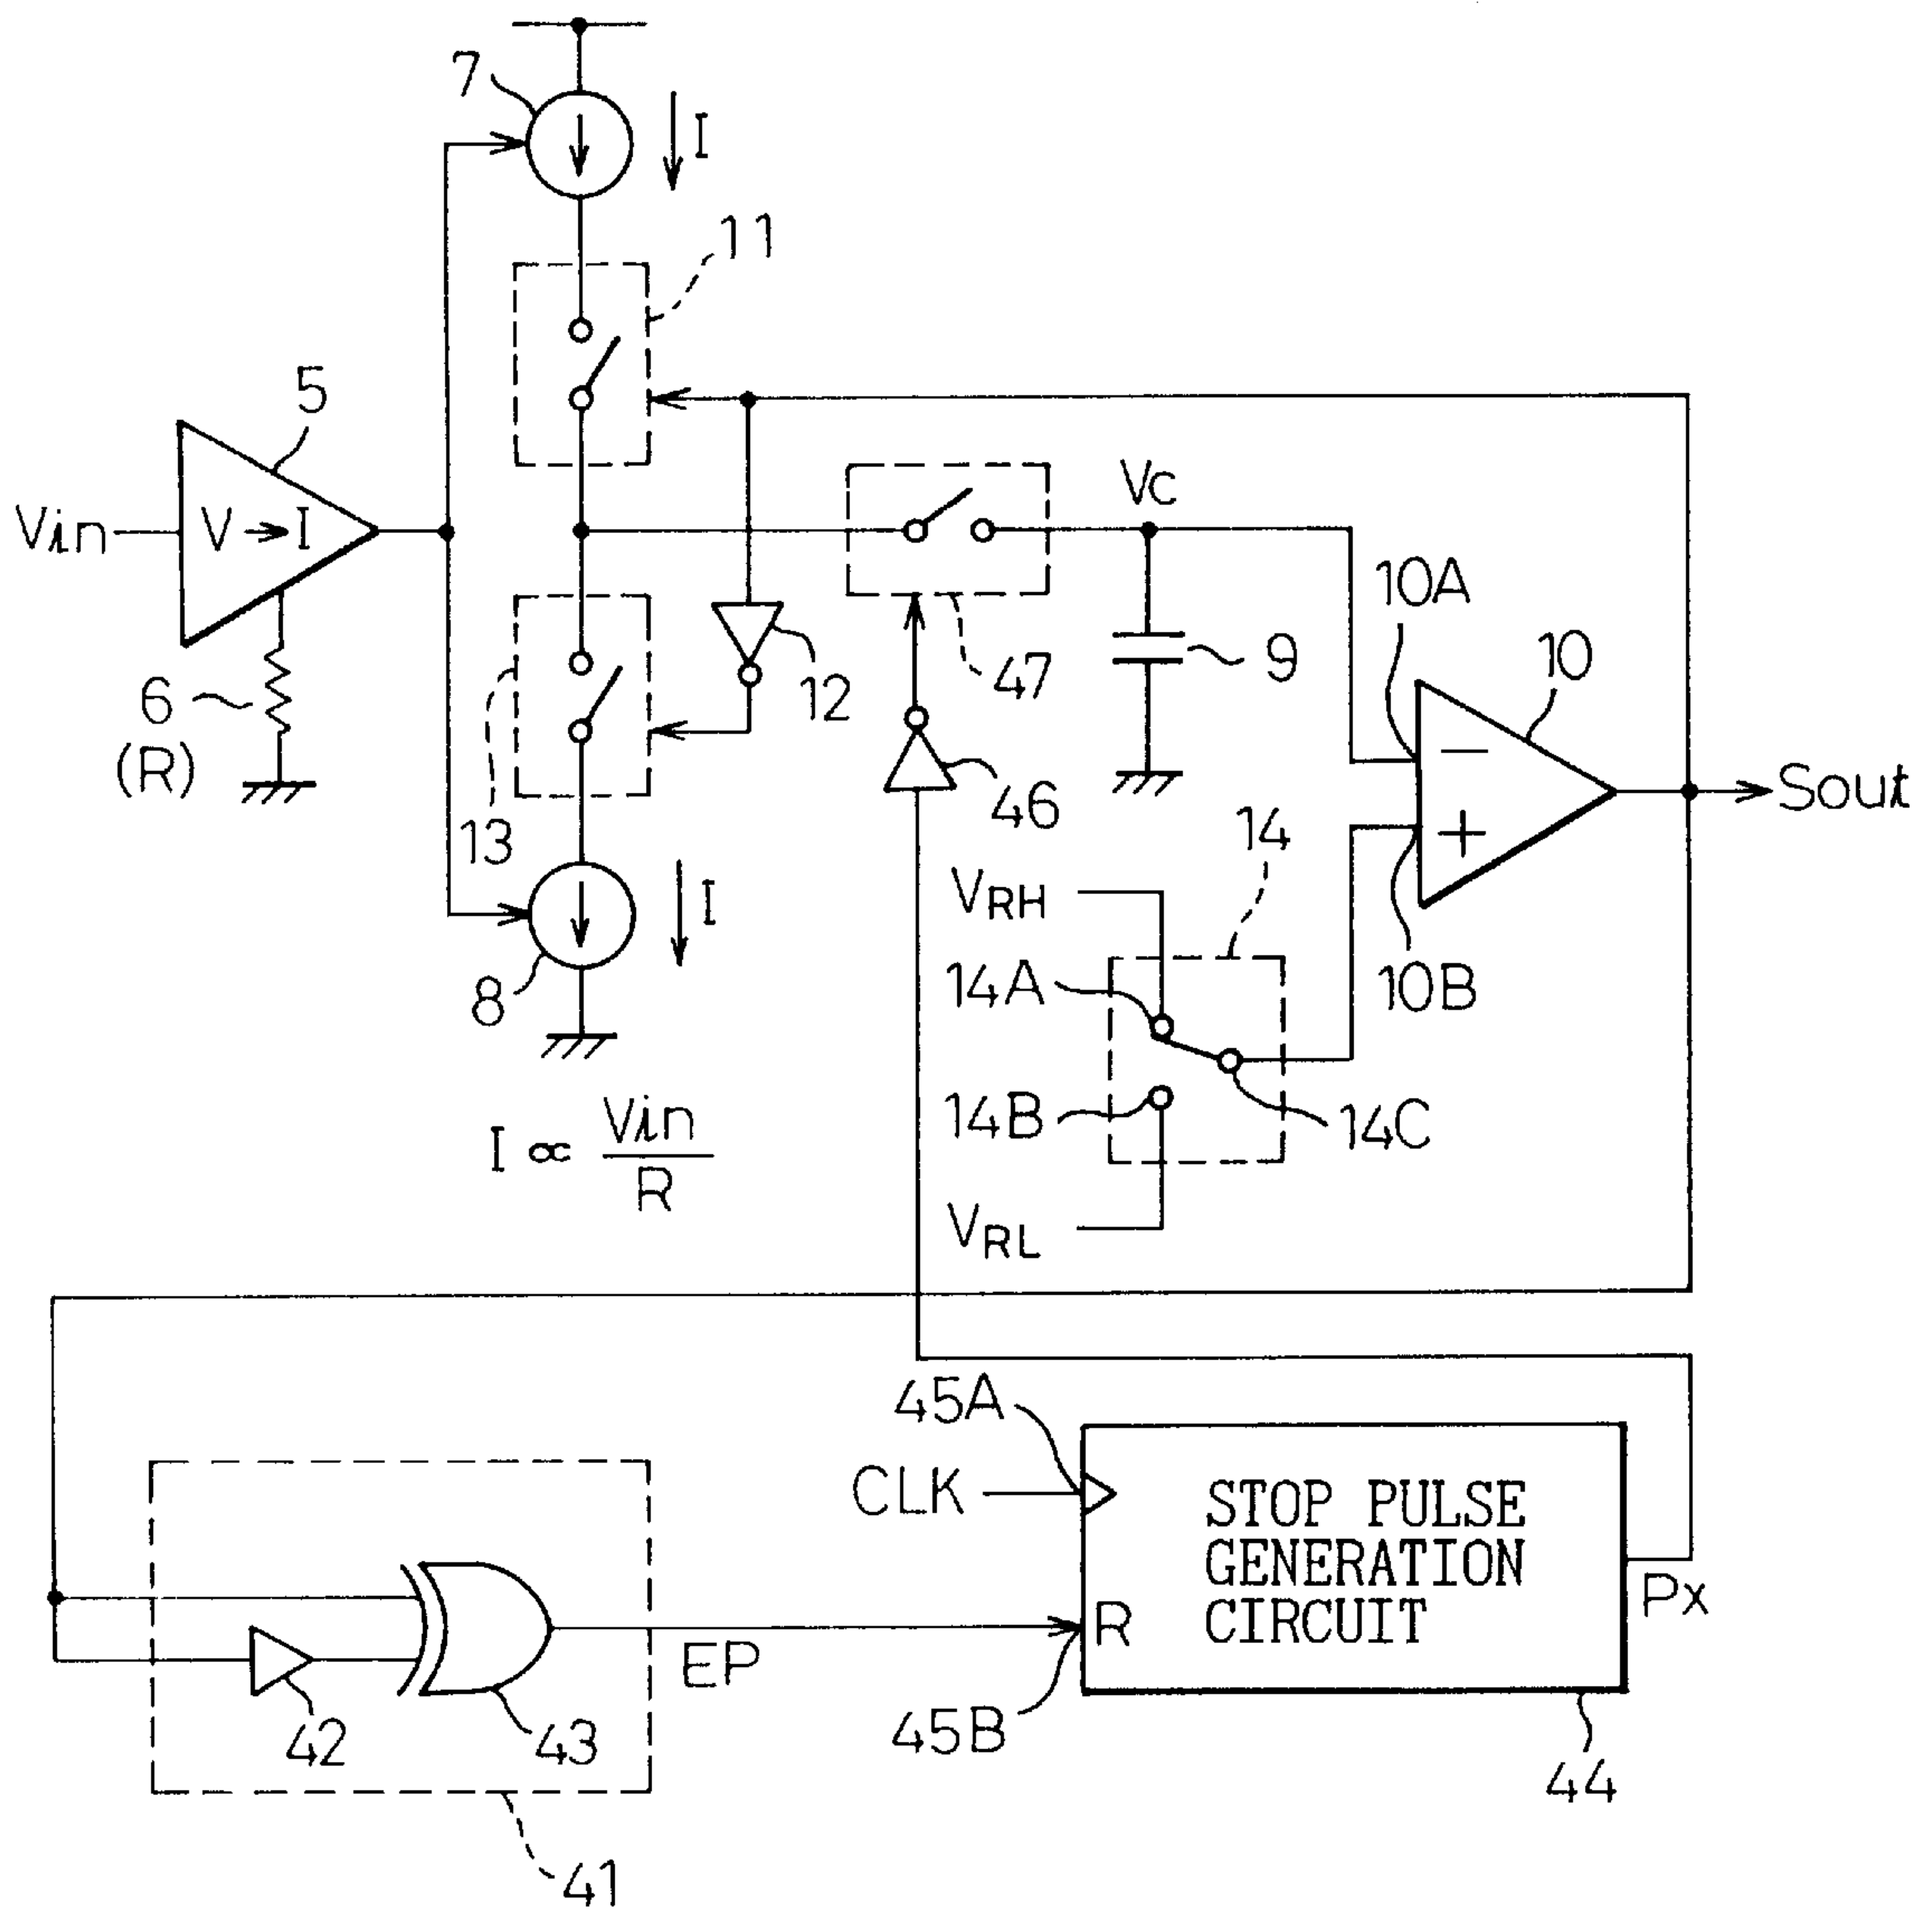 7
I
11
5
Vin
V→I
Vc
10A
10
6
(R)
12
47
9
−
Sout
46
+
13
14
VRH
I
10B
8
14A
14B
14C
I ∝ Vin
R
VRL
45A
CLK
STOP PULSE
GENERATION
CIRCUIT
Px
R
EP
42
43
45B
44
41